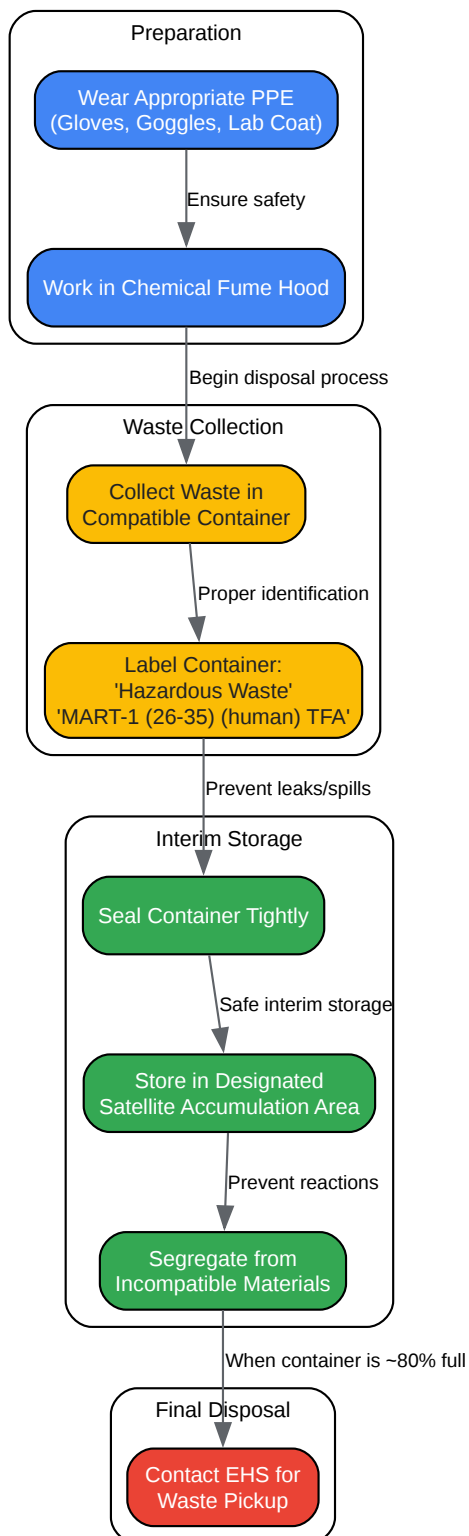 Preparation
Wear Appropriate PPE
(Gloves, Goggles, Lab Coat)
Ensure safety
Work in Chemical Fume Hood
Begin disposal process
Waste Collection
Collect Waste in
Compatible Container
Proper identification
Label Container:
'Hazardous Waste'
'MART-1 (26-35) (human) TFA'
Prevent leaks/spills
Interim Storage
Seal Container Tightly
Safe interim storage
Store in Designated
Satellite Accumulation Area
Prevent reactions
Segregate from
Incompatible Materials
When container is ~80% full
Final Disposal
Contact EHS for
Waste Pickup